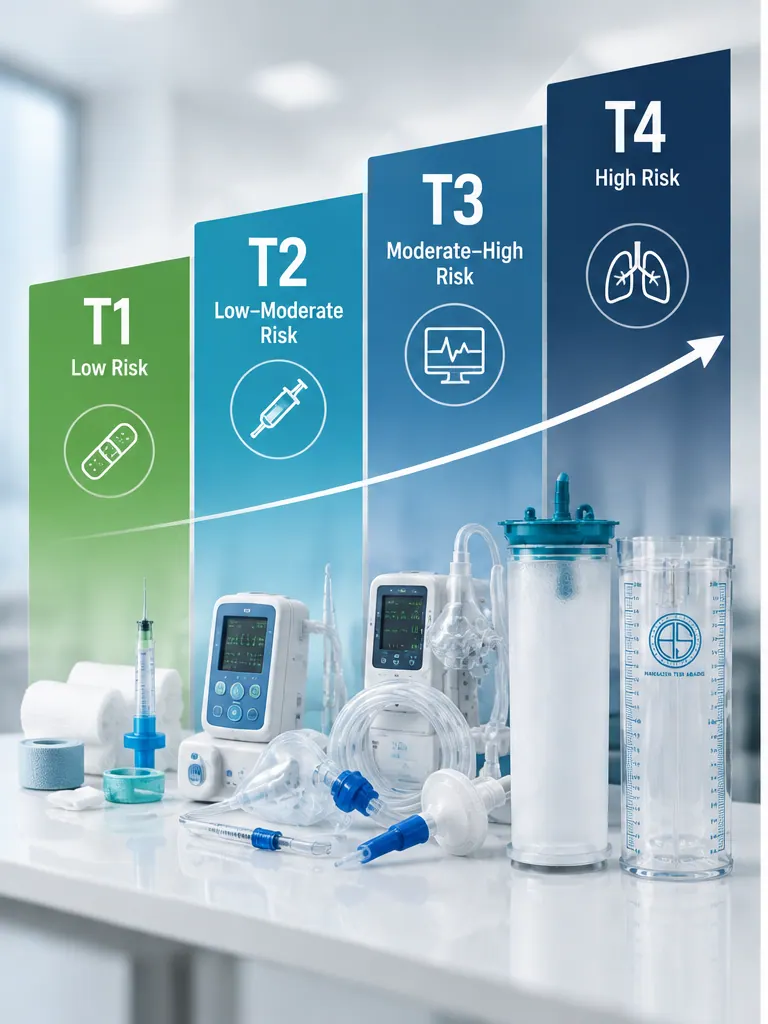 T1
Low Risk
T2
Low–Moderate
Risk
T3
Moderate–High
Risk
T4
High Risk